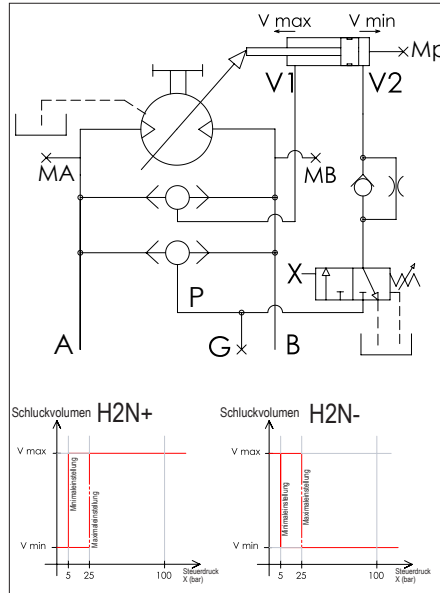 V max V min
Mp
V1 V2
MA MB
X
P
A G B
Schluckvolumen H2N+
V max
Minimaleinstellung
Maximaleinstellung
V min
5 25 100 Steuerdruck
X (bar)
Schluckvolumen H2N-
V max
Minimaleinstellung
Maximaleinstellung
V min
5 25 100 Steuerdruck
X (bar)